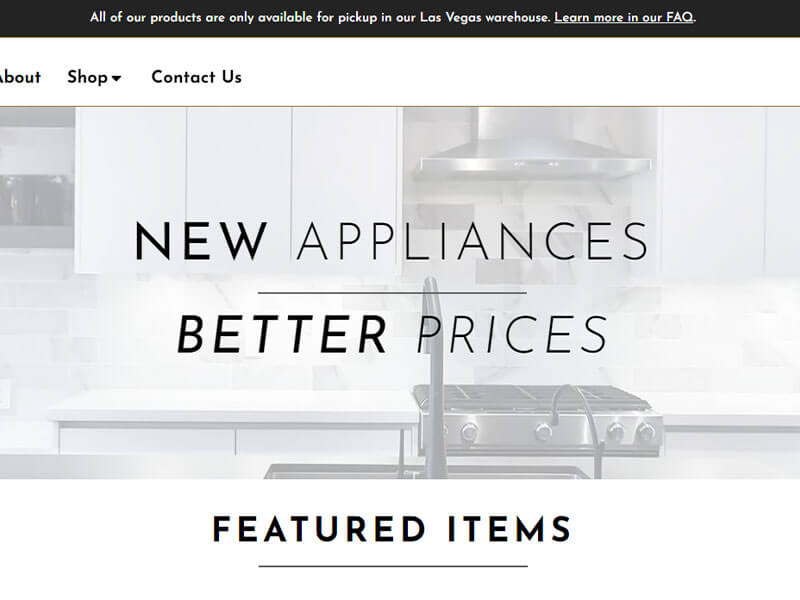 All of our products are only available for pickup in our Las Vegas warehouse. Learn more in our FAQ.
About Shop Contact Us
NEW APPLIANCES
BETTER PRICES
FEATURED ITEMS